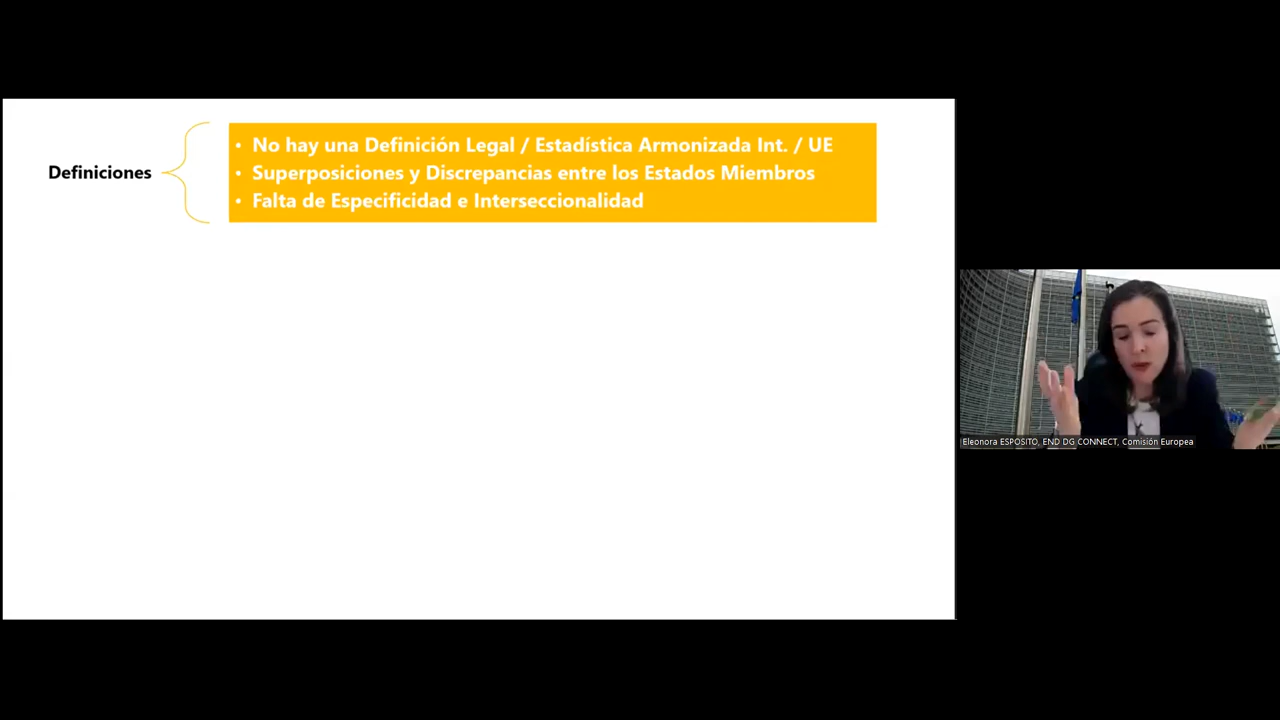 Definiciones
• No hay una Definición Legal / Estadística Armonizada Int. / UE
• Superposiciones y Discrepancias entre los Estados Miembros
• Falta de Especificidad e Interseccionalidad
Eleonora ESPOSITO, END DG CONNECT, Comisión Europea